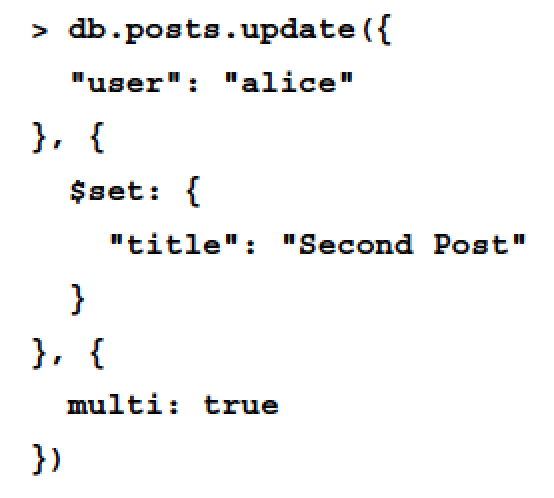 > db.posts.update({
"user": "alice"
}, {
$set: {
"title": "Second Post"
}
}, {
multi: true
})